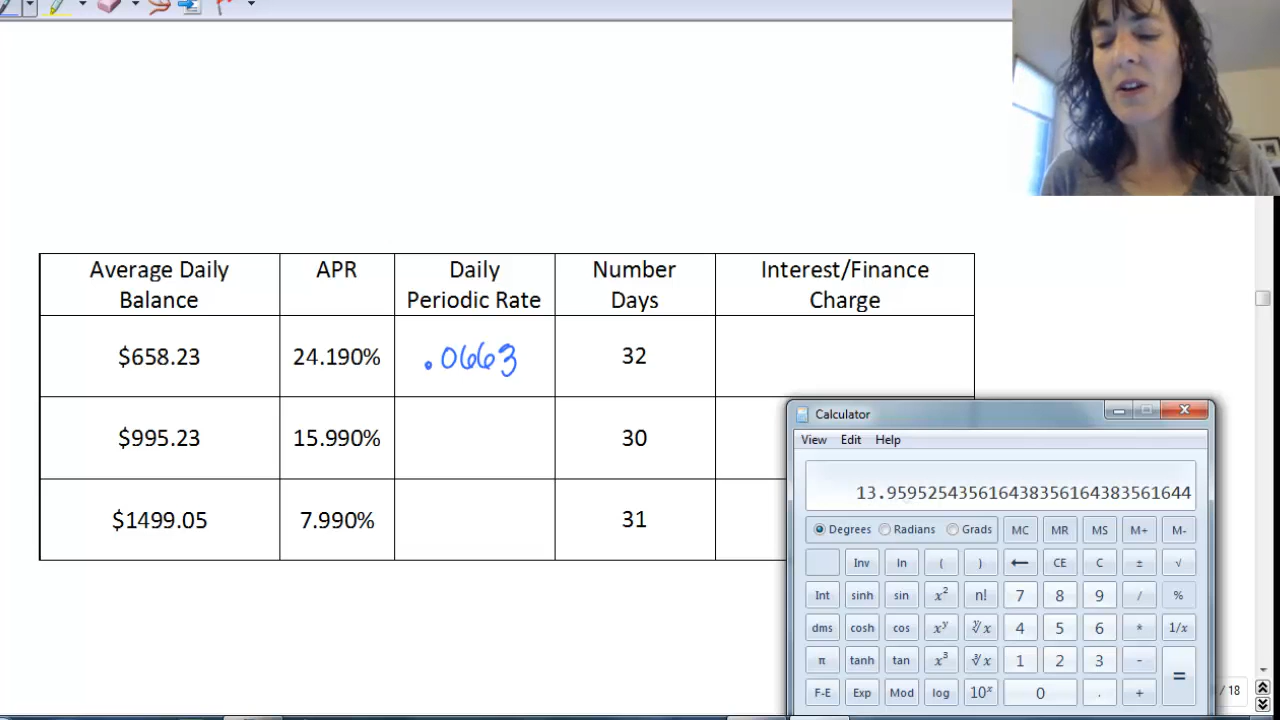 Average Daily Balance
APR
Daily Periodic Rate
Number Days
Interest/Finance Charge
$658.23 24.190% .0663 32
$995.23 15.990% 30
$1499.05 7.990% 31
Calculator
View Edit Help
13.959525435616438356164383561644
Degrees Radians Grads MC MR MS M+ M-
Inv ln ( ) ← CE C ± √
Int sinh sin x² n! 7 8 9 / %
dms cosh cos xʸ ʸ√x 4 5 6 * 1/x
π tanh tan x³ ³√x 1 2 3 - =
F-E Exp Mod log 10ˣ 0 . +
/ 18